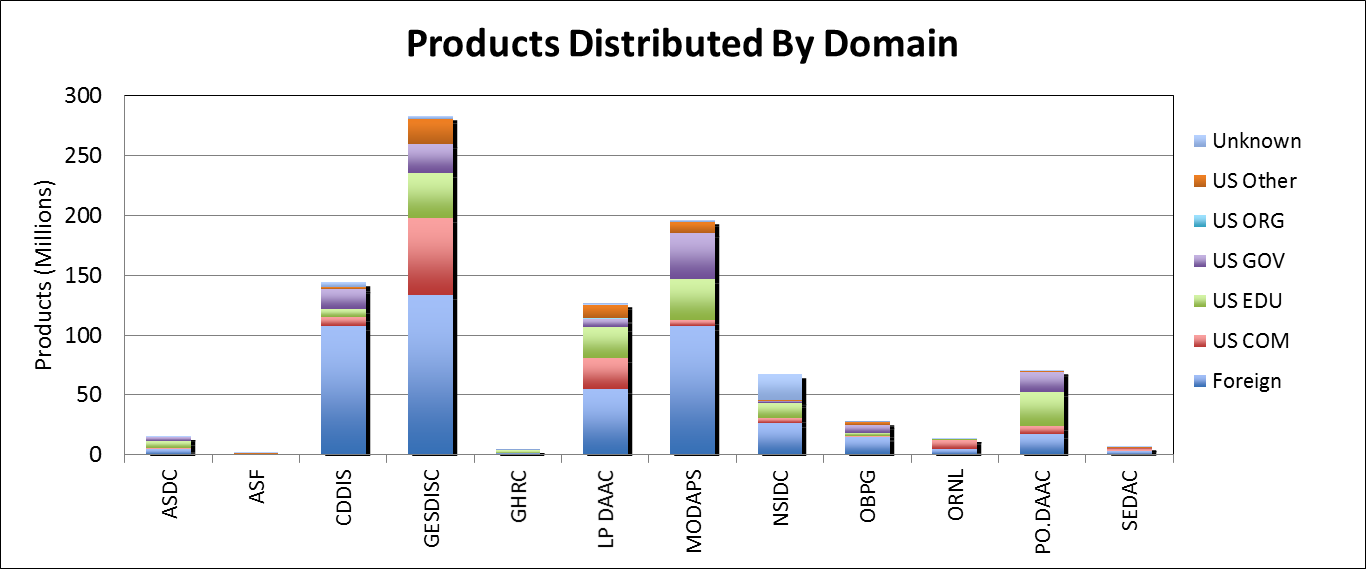 Products Distributed By Domain
Products (Millions)
300
250
200
150
100
50
0
ASDC
ASF
CDDIS
GESDISC
GHRC
LP DAAC
MODAPS
NSIDC
OBPG
ORNL
PO.DAAC
SEDAC
Unknown
US Other
US ORG
US GOV
US EDU
US COM
Foreign